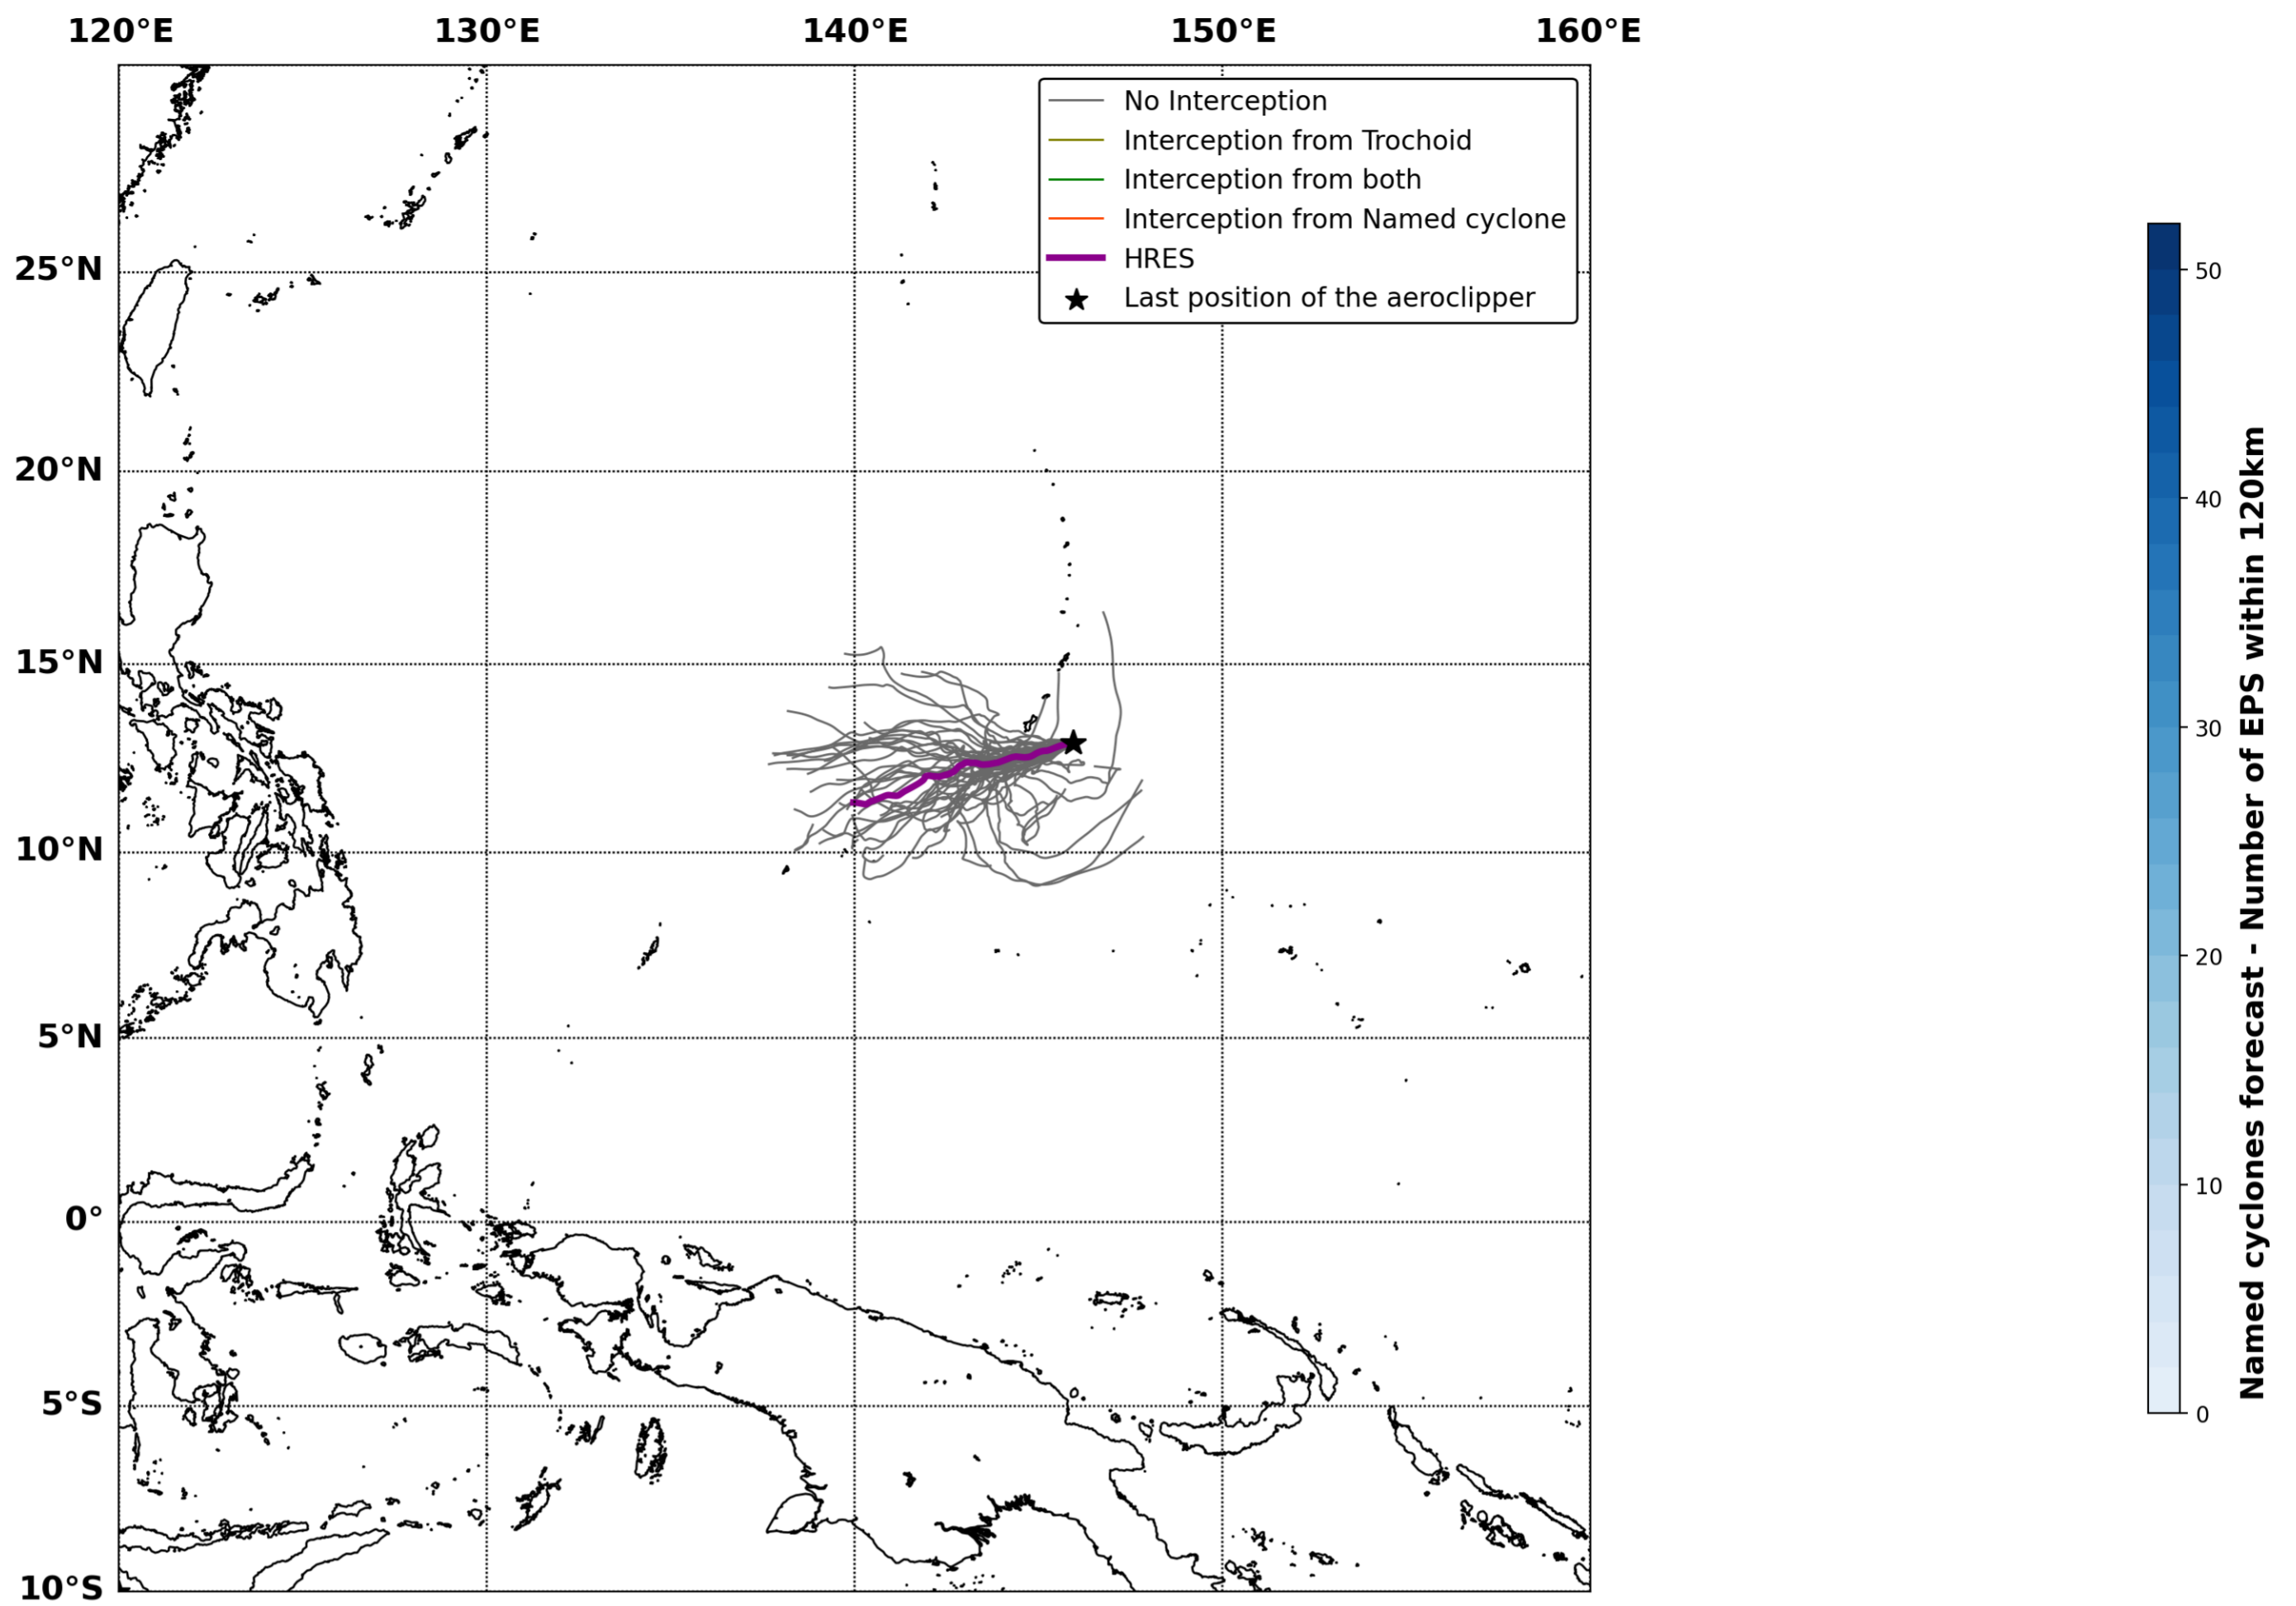 120°E 130°E 140°E 150°E 160°E
No Interception
Interception from Trochoid
Interception from both
Interception from Named cyclone
HRES
Last position of the aeroclipper
25°N
20°N
15°N
10°N
5°N
0°
5°S
10°S
50
40
30
20
10
0
Named cyclones forecast - Number of EPS within 120km